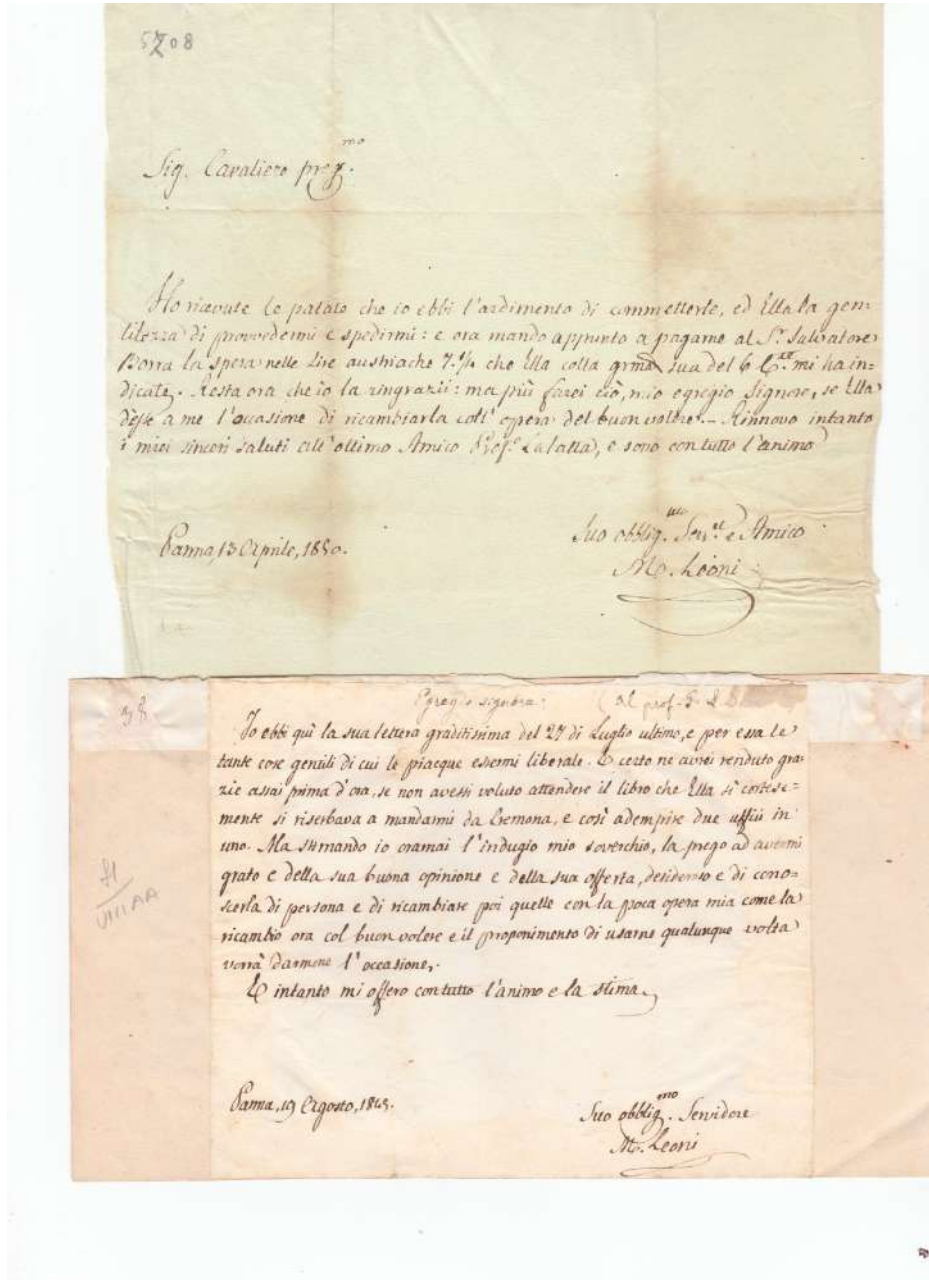 5708
Sig. Cavaliere preg.mo
Ho ricevute le patate che io ebbi l'ardimento di commetterle, ed Ella la gen-
tilezza di provvedermi e spedirmi: e ora mando appunto a pagarne al Sr. Salvatore
Borra la spesa nelle lire austriache 7. che Ella colla grma sua del 6 mi ha in-
dicate. Resta ora che io la ringrazii: ma più farei ciò, mio egregio Signore, se Ella
desse a me l'occasione di ricambiarla coll'opera del buon volere. - Rinnovo intanto
i miei sinceri saluti all'ottimo Amico Profe. Lalatta, e sono con tutto l'animo
Parma, 13 Aprile, 1850.
Suo obblig.mo Serv.re e Amico
M. Leoni
38
Egregio signore: (al prof.
Io ebbi quì la sua lettera graditissima del 27 di Luglio ultimo, e per essa le
tante cose gentili di cui le piacque essermi liberale. E certo ne avrei renduto gra-
zie assai prima d'ora, se non avessi voluto attendere il libro che Ella sì cortese=
mente si riserbava a mandarmi da Cremona, e così adempire due uffizii in
uno. Ma stimando io oramai l'indugio mio soverchio, la prego ad avermi
grato e della sua buona opinione e della sua offerta, desideroso e di cono-
scerla di persona e di ricambiare poi quelle con la poca opera mia come la
ricambio ora col buon volere e il proponimento di usarne qualunque volta
vorrà darmene l'occasione.
E intanto mi offero con tutto l'animo e la stima
Parma, 19 Agosto, 1845.
Suo obblig.mo Servidore
M. Leoni